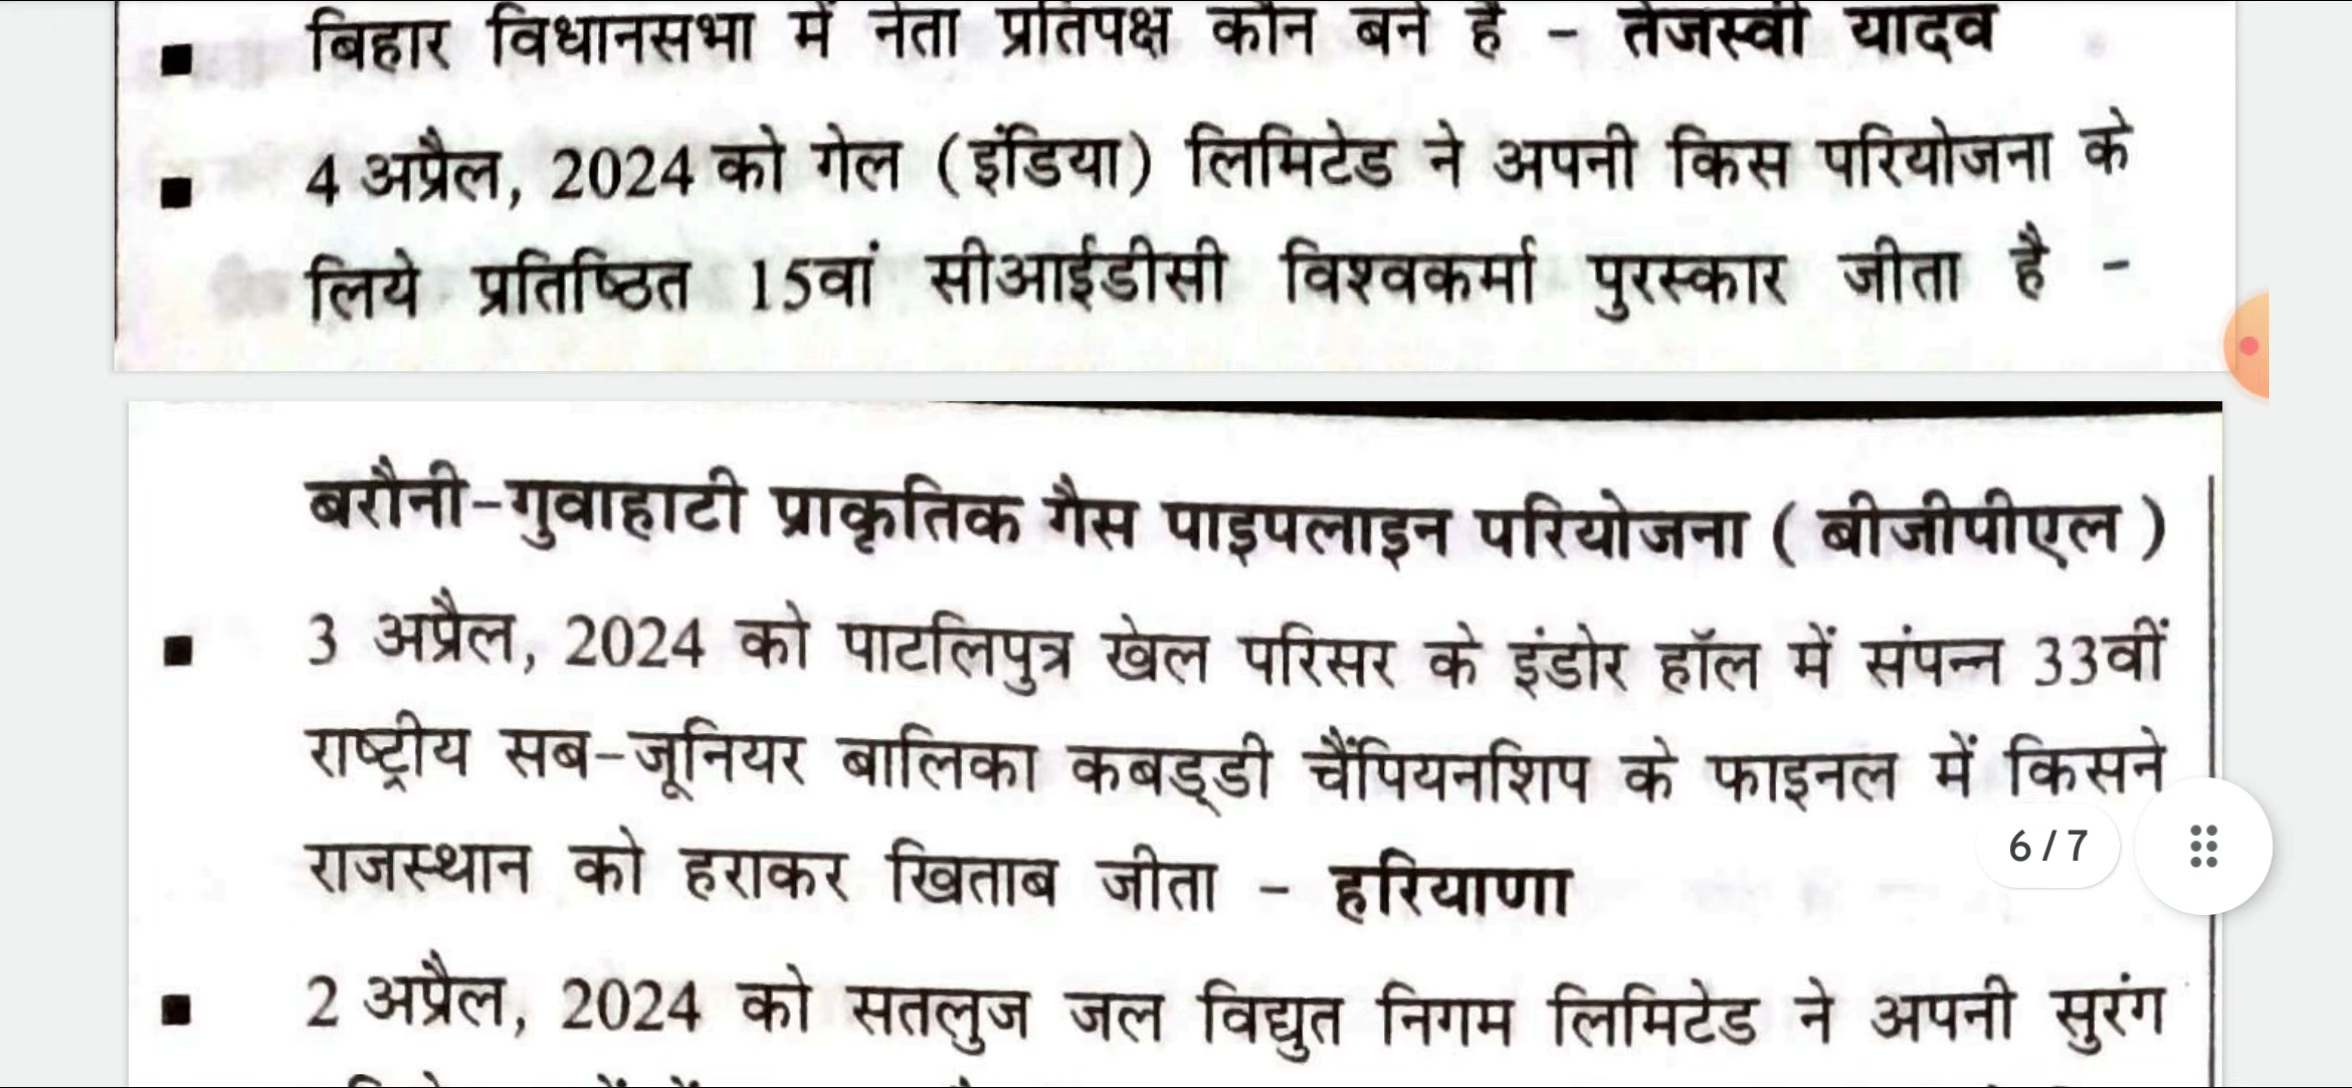 ■ बिहार विधानसभा में नेता प्रतिपक्ष कौन बने है - तेजस्वी यादव
■ 4 अप्रैल, 2024 को गेल (इंडिया) लिमिटेड ने अपनी किस परियोजना के
लिये प्रतिष्ठित 15वां सीआईडीसी विश्वकर्मा पुरस्कार जीता है -
बरौनी-गुवाहाटी प्राकृतिक गैस पाइपलाइन परियोजना ( बीजीपीएल )
■ 3 अप्रैल, 2024 को पाटलिपुत्र खेल परिसर के इंडोर हॉल में संपन्न 33वीं
राष्ट्रीय सब-जूनियर बालिका कबड्डी चैंपियनशिप के फाइनल में किसने
राजस्थान को हराकर खिताब जीता - हरियाणा
6 / 7
■ 2 अप्रैल, 2024 को सतलुज जल विद्युत निगम लिमिटेड ने अपनी सुरंग